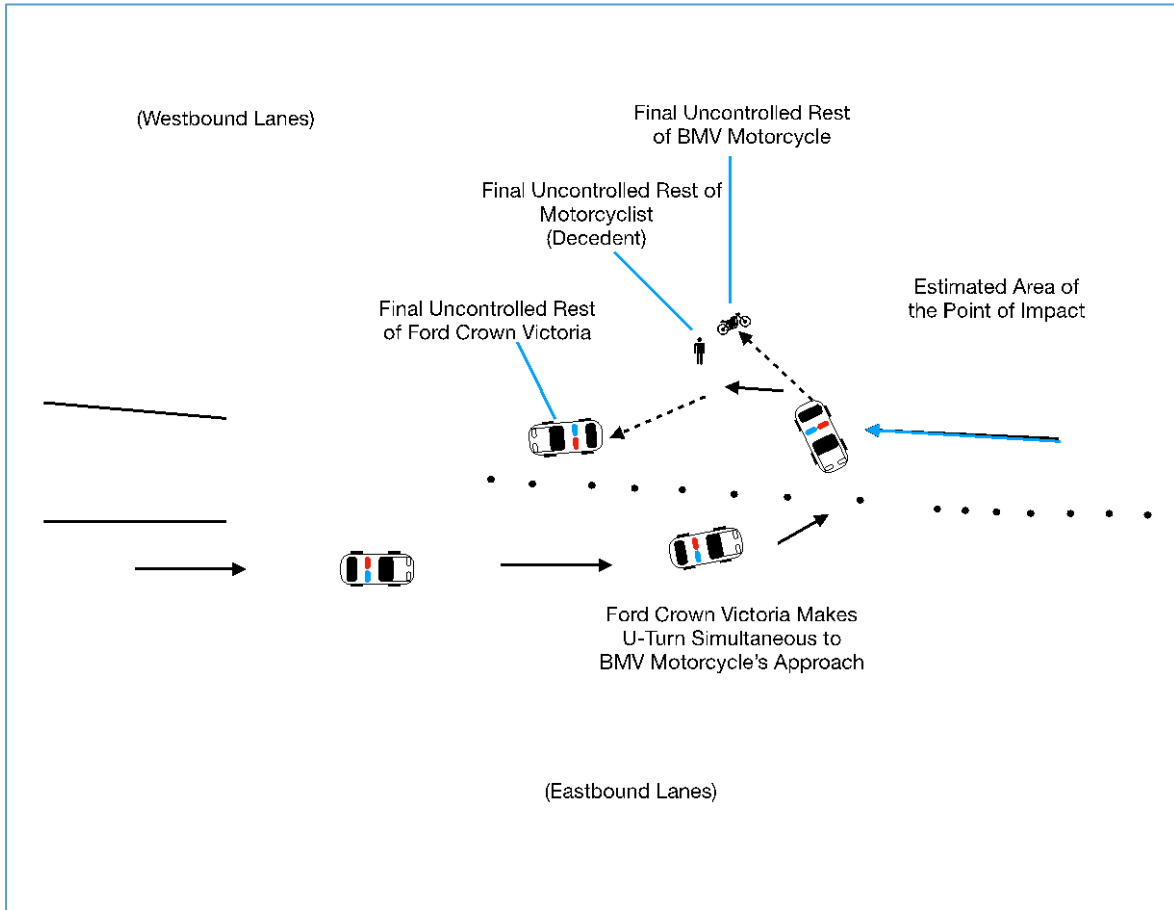 (Westbound Lanes)
Final Uncontrolled Rest
of BMV Motorcycle
Final Uncontrolled Rest of
Motorcyclist
(Decedent)
Final Uncontrolled Rest
of Ford Crown Victoria
Estimated Area of
the Point of Impact
Ford Crown Victoria Makes
U-Turn Simultaneous to
BMV Motorcycle's Approach
(Eastbound Lanes)